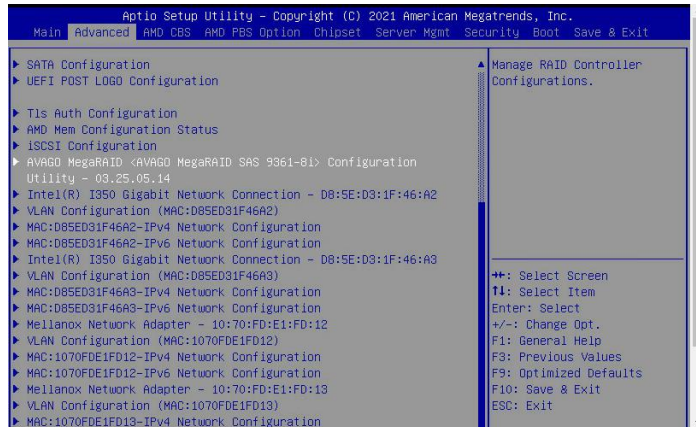 Aptio Setup Utility – Copyright (C) 2021 American Megatrends, Inc.
Main Advanced AMD CBS AMD PBS Option Chipset Server Mgmt Security Boot Save & Exit
SATA Configuration
UEFI POST LOGO Configuration
Tls Auth Configuration
AMD Mem Configuration Status
iSCSI Configuration
AVAGO MegaRAID <AVAGO MegaRAID SAS 9361-8i> Configuration
Utility – 03.25.05.14
Intel(R) I350 Gigabit Network Connection – D8:5E:D3:1F:46:A2
VLAN Configuration (MAC:D85ED31F46A2)
MAC:D85ED31F46A2-IPv4 Network Configuration
MAC:D85ED31F46A2-IPv6 Network Configuration
Intel(R) I350 Gigabit Network Connection – D8:5E:D3:1F:46:A3
VLAN Configuration (MAC:D85ED31F46A3)
MAC:D85ED31F46A3-IPv4 Network Configuration
MAC:D85ED31F46A3-IPv6 Network Configuration
Mellanox Network Adapter – 10:70:FD:E1:FD:12
VLAN Configuration (MAC:1070FDE1FD12)
MAC:1070FDE1FD12-IPv4 Network Configuration
MAC:1070FDE1FD12-IPv6 Network Configuration
Mellanox Network Adapter – 10:70:FD:E1:FD:13
VLAN Configuration (MAC:1070FDE1FD13)
MAC:1070FDE1FD13-IPv4 Network Configuration
Manage RAID Controller
Configurations.
→←: Select Screen
↑↓: Select Item
Enter: Select
+/-: Change Opt.
F1: General Help
F3: Previous Values
F9: Optimized Defaults
F10: Save & Exit
ESC: Exit